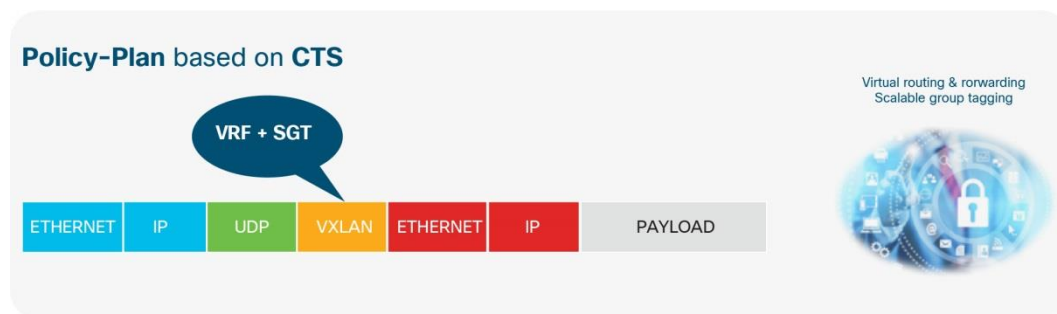 Policy-Plan based on CTS
Virtual routing & rorwarding
Scalable group tagging
VRF + SGT
ETHERNET IP UDP VXLAN ETHERNET IP PAYLOAD